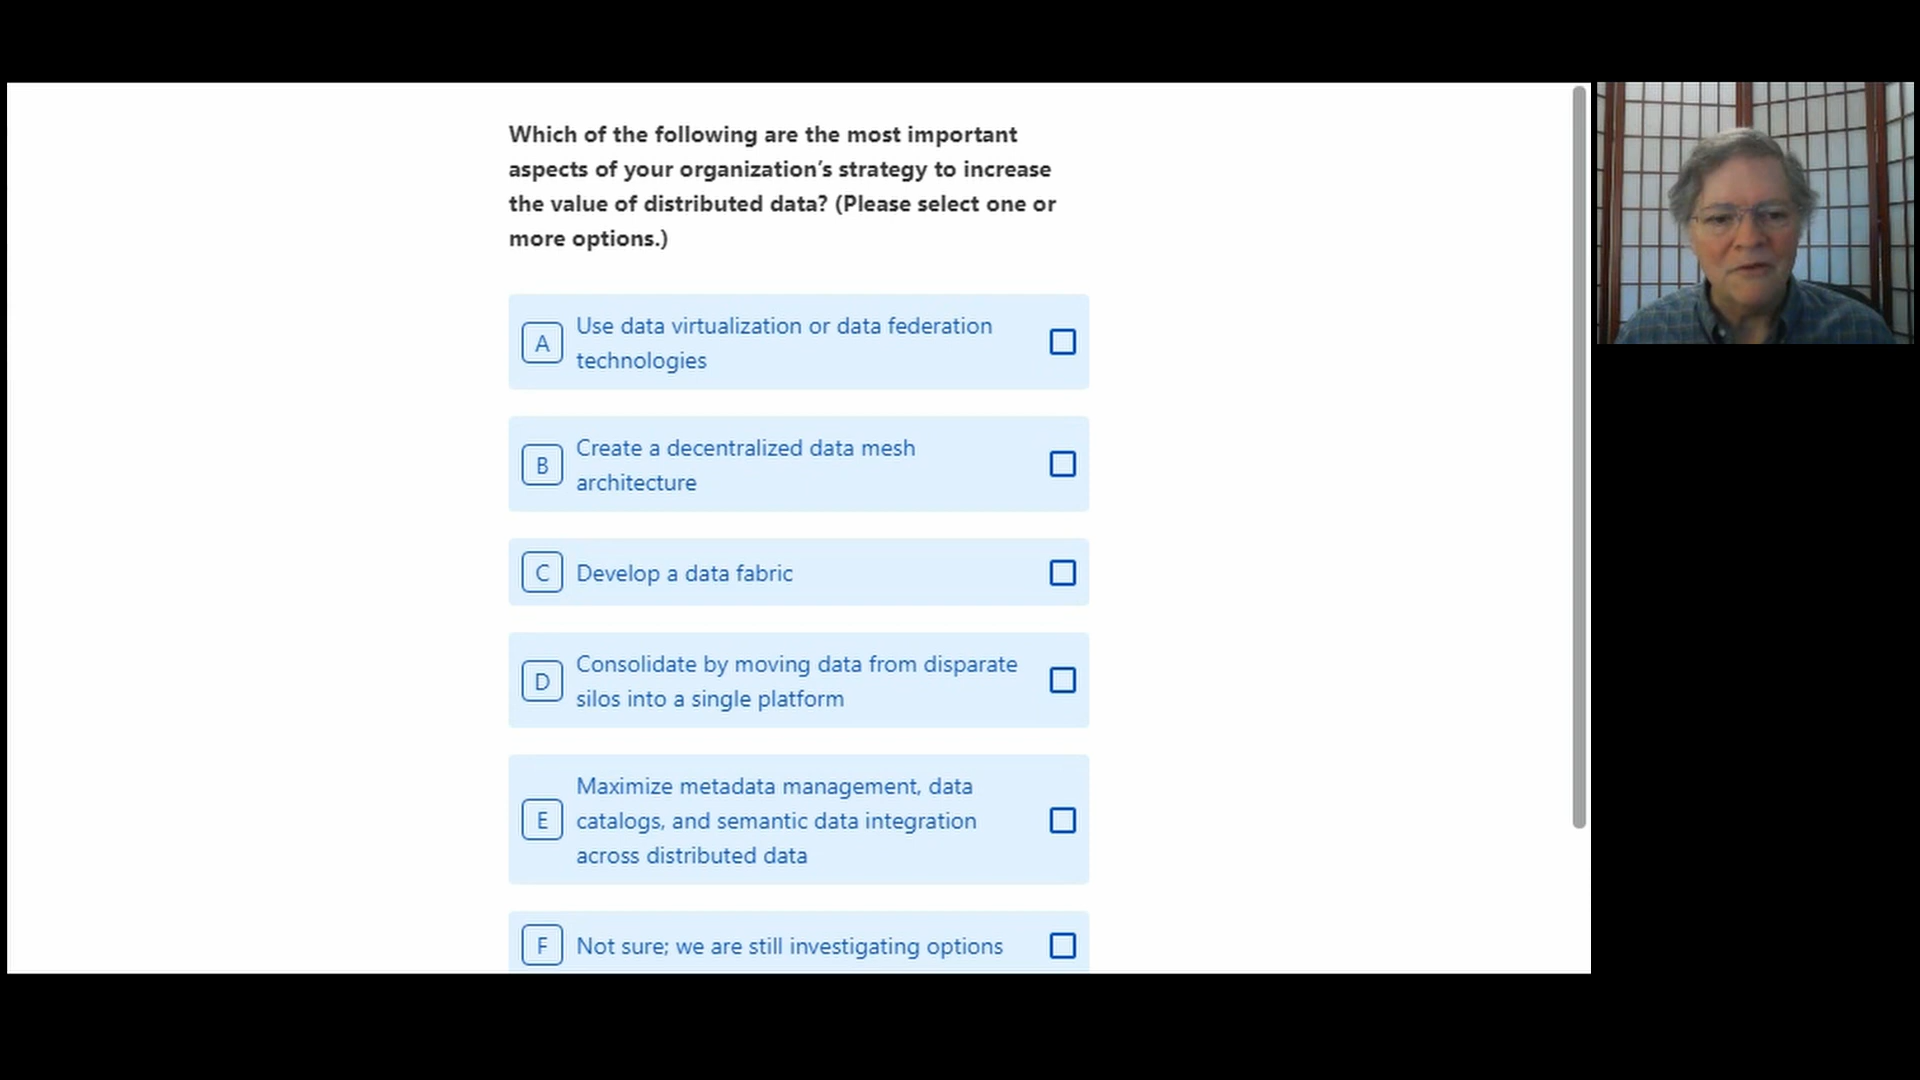 Which of the following are the most important
aspects of your organization’s strategy to increase
the value of distributed data? (Please select one or
more options.)
A
Use data virtualization or data federation
technologies
B
Create a decentralized data mesh
architecture
C
Develop a data fabric
D
Consolidate by moving data from disparate
silos into a single platform
E
Maximize metadata management, data
catalogs, and semantic data integration
across distributed data
F
Not sure; we are still investigating options